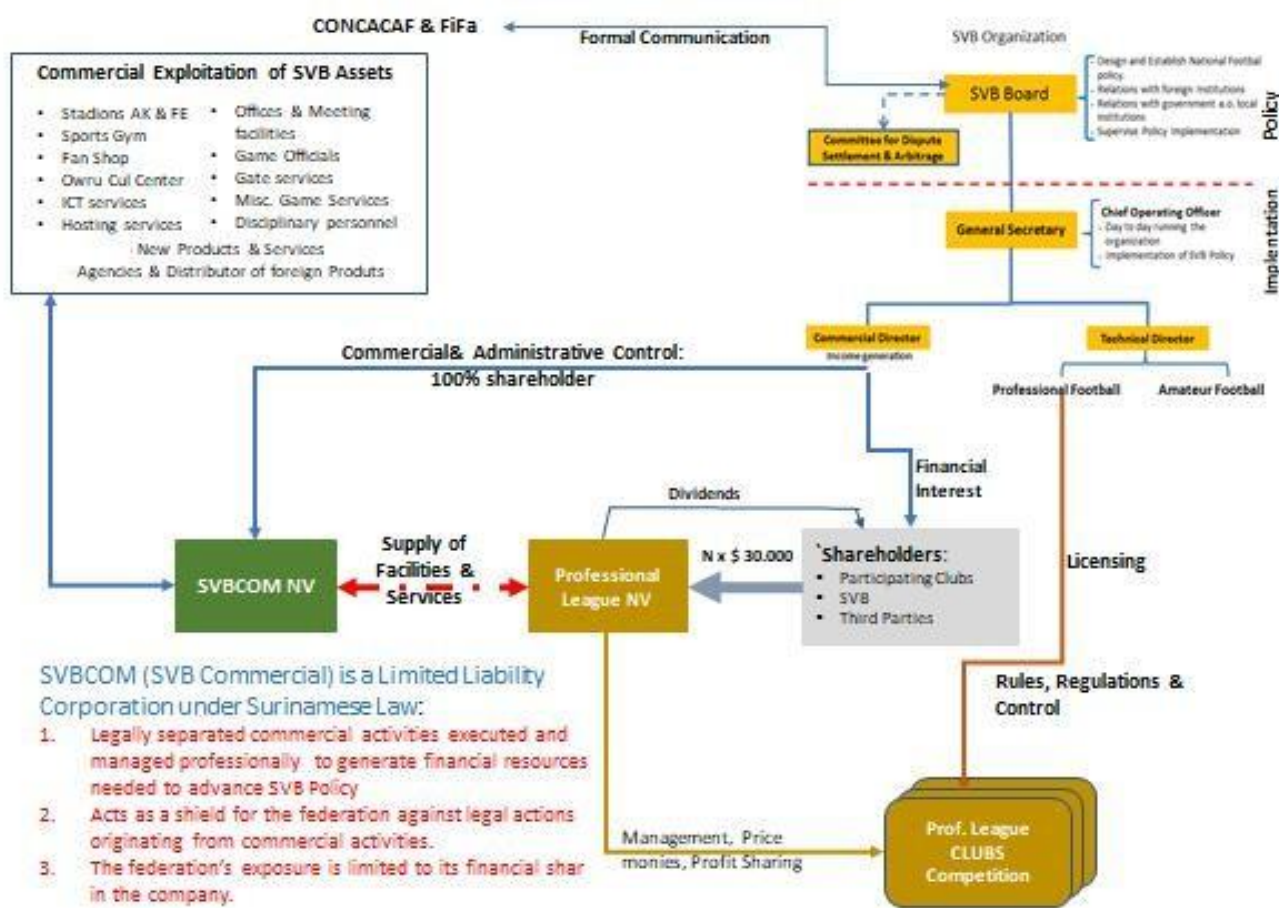 CONCACAF & FiFa
Formal Communication
SVB Organization
Commercial Exploitation of SVB Assets
• Stadions AK & FE
• Sports Gym
• Fan Shop
• Owru Cul Center
• ICT services
• Hosting services
• Offices & Meeting
facilities
• Game Officials
• Gate services
• Misc. Game Services
• Disciplinary personnel
New Products & Services
Agencies & Distributor of foreign Produts
SVB Board
- Design and Establish National Football
policy.
- Relations with foreign Institutions
- Relations with government a.o. local
institutions
- Supervise Policy Implementation
Policy
Committee for Dispute
Settlement & Arbitrage
General Secretary
Chief Operating Officer
- Day to day running the
organization
- Implementation of SVB Policy
Implentation
Commercial Director
Income generation
Technical Director
Professional Football
Amateur Football
Commercial& Administrative Control:
100% shareholder
Financial
Interest
Dividends
N x $ 30.000
SVBCOM NV
Supply of
Facilities &
Services
Professional
League NV
`Shareholders:
▪ Participating Clubs
▪ SVB
▪ Third Parties
Licensing
Rules, Regulations &
Control
SVBCOM (SVB Commercial) is a Limited Liability
Corporation under Surinamese Law:
1. Legally separated commercial activities executed and
managed professionally to generate financial resources
needed to advance SVB Policy
2. Acts as a shield for the federation against legal actions
originating from commercial activities.
3. The federation's exposure is limited to its financial shar
in the company.
Management, Price
monies, Profit Sharing
Prof. League
CLUBS
Competition